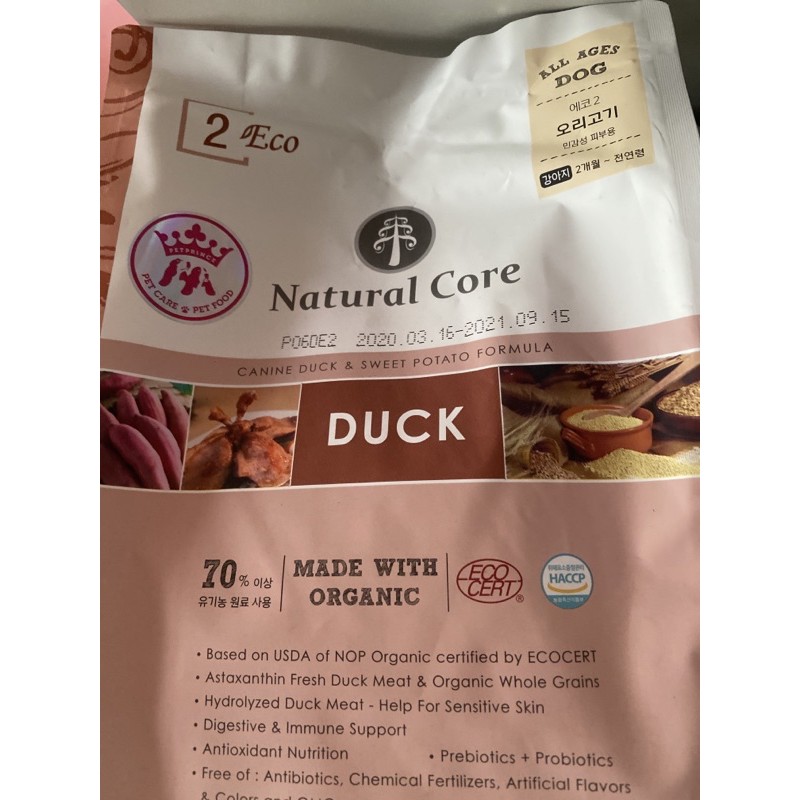 ALL AGES
DOG
에코 2
오리고기
민감성 피부용
강아지 2개월 ~ 전연령
2 Eco
PETPRINCE
PET CARE PET FOOD
Natural Core
P06DE2 2020.03.16-2021.09.15
CANINE DUCK & SWEET POTATO FORMULA
DUCK
70% 이상
유기농 원료 사용
MADE WITH
ORGANIC
ECO
CERT®
HACCP
• Based on USDA of NOP Organic certified by ECOCERT
• Astaxanthin Fresh Duck Meat & Organic Whole Grains
• Hydrolyzed Duck Meat - Help For Sensitive Skin
• Digestive & Immune Support
• Antioxidant Nutrition • Prebiotics + Probiotics
• Free of : Antibiotics, Chemical Fertilizers, Artificial Flavors
& Colors and GMO